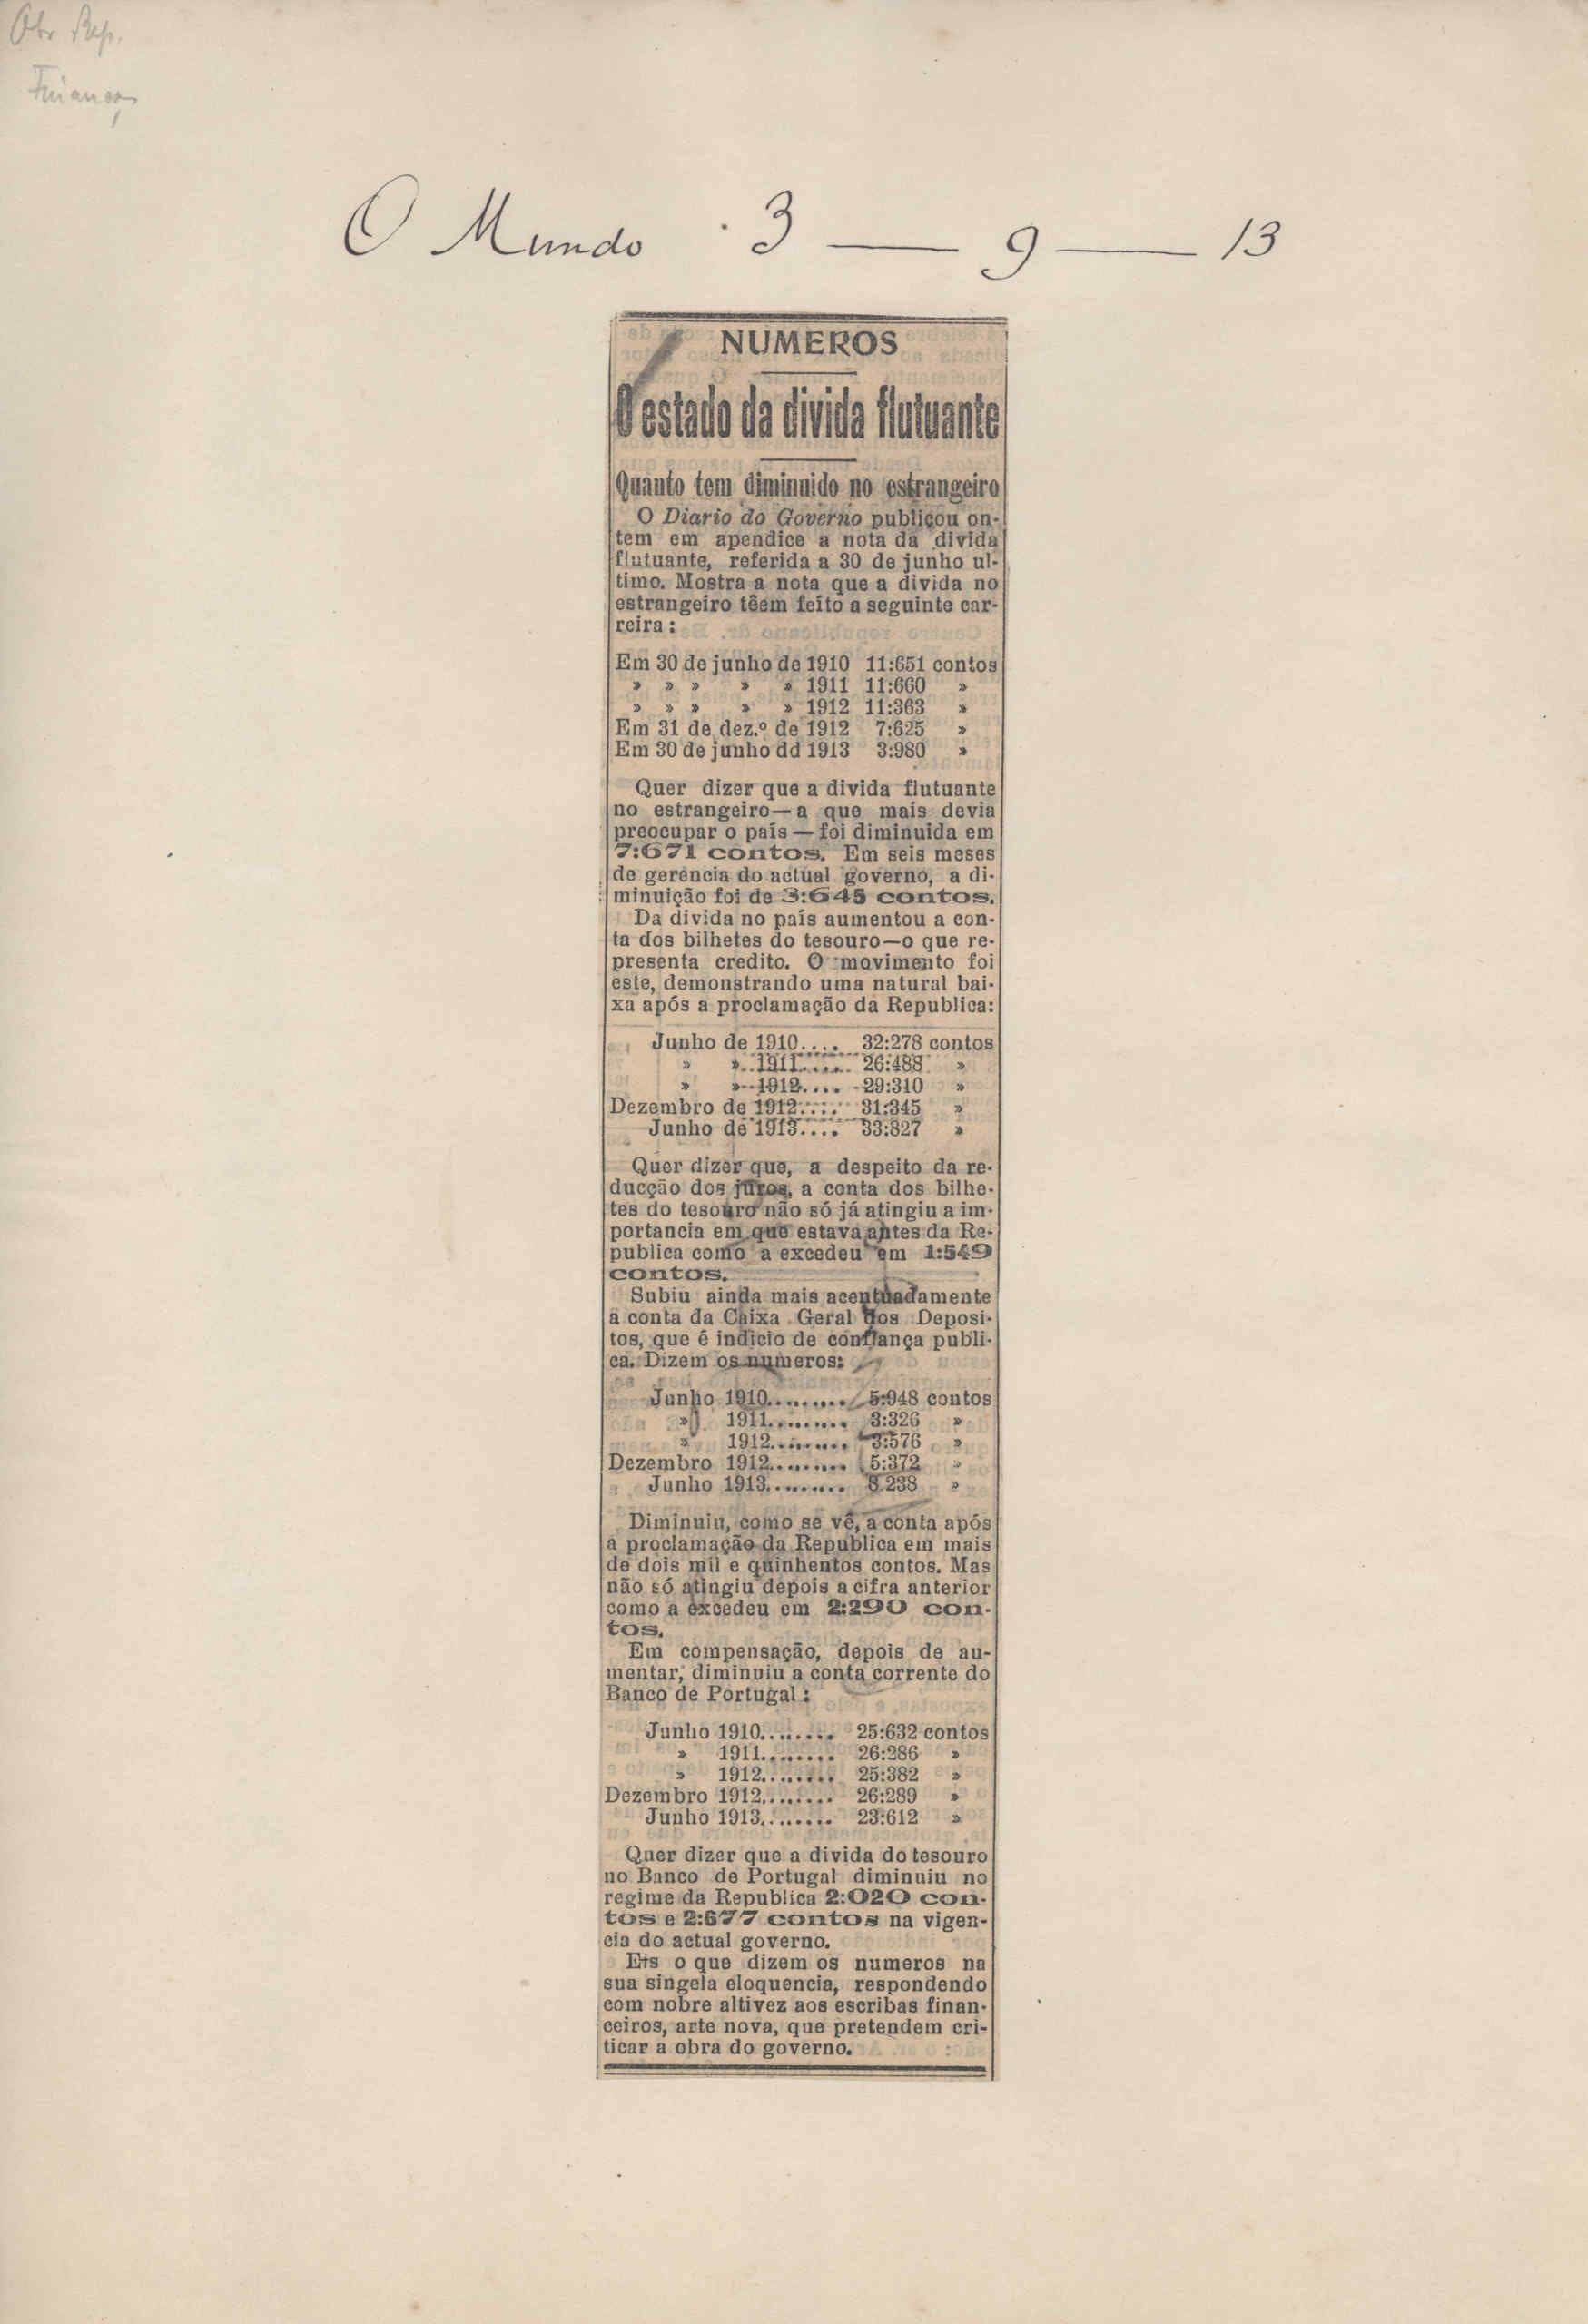 Obr Rep.
Finanças
O Mundo 3 — 9 — 13
NUMEROS
O estado da divida flutuante
Quanto tem diminuido no estrangeiro
O Diario do Governo publicou on-
tem em apendice a nota da divida
flutuante, referida a 30 de junho ul-
timo. Mostra a nota que a divida no
estrangeiro têem feito a seguinte car-
reira:
Em 30 de junho de 1910 11:651 contos
» » » » » 1911 11:660 »
» » » » » 1912 11:363 »
Em 31 de dez.º de 1912 7:625 »
Em 30 de junho dd 1913 3:980 »
Quer dizer que a divida flutuante
no estrangeiro—a que mais devia
preocupar o país—foi diminuida em
7:671 contos. Em seis meses
de gerência do actual governo, a di-
minuição foi de 3:645 contos.
Da divida no país aumentou a con-
ta dos bilhetes do tesouro—o que re-
presenta credito. O movimento foi
este, demonstrando uma natural bai-
xa após a proclamação da Republica:
Junho de 1910.... 32:278 contos
» » 1911..... 26:488 »
» » 1912.... 29:310 »
Dezembro de 1912.... 31:345 »
Junho de 1913.... 33:827 »
Quer dizer que, a despeito da re-
ducção dos juros, a conta dos bilhe-
tes do tesouro não só já atingiu a im-
portancia em que estava antes da Re-
publica como a excedeu em 1:549
contos.
Subiu ainda mais acentuadamente
a conta da Caixa Geral dos Deposi-
tos, que é indicio de confiança publi-
ca. Dizem os numeros:
Junho 1910......... 5:948 contos
» 1911......... 3:326 »
» 1912......... 3:576 »
Dezembro 1912......... 5:372 »
Junho 1913......... 8.238 »
Diminuiu, como se vê, a conta após
a proclamação da Republica em mais
de dois mil e quinhentos contos. Mas
não só atingiu depois a cifra anterior
como a excedeu em 2:290 con-
tos.
Em compensação, depois de au-
mentar, diminuiu a conta corrente do
Banco de Portugal:
Junho 1910........ 25:632 contos
» 1911........ 26:286 »
» 1912........ 25:382 »
Dezembro 1912........ 26:289 »
Junho 1913........ 23:612 »
Quer dizer que a divida do tesouro
no Banco de Portugal diminuiu no
regime da Republica 2:020 con-
tos e 2:677 contos na vigen-
cia do actual governo.
Eis o que dizem os numeros na
sua singela eloquencia, respondendo
com nobre altivez aos escribas finan-
ceiros, arte nova, que pretendem cri-
ticar a obra do governo.